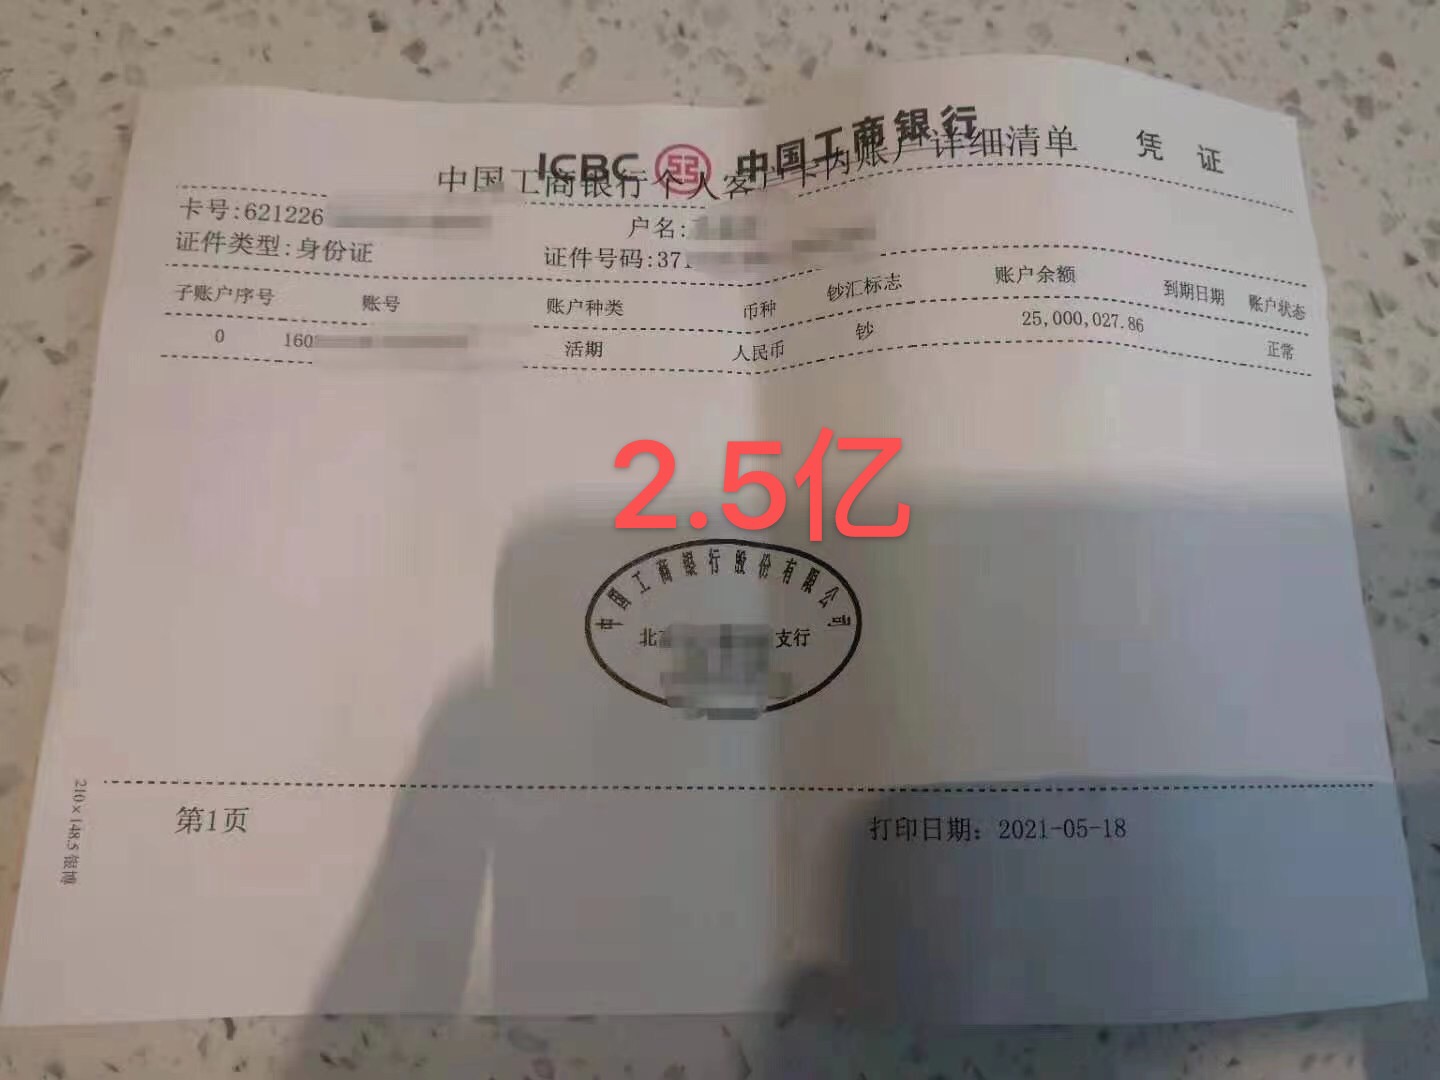 ICBC 中国工商银行
凭 证
中国工商银行个人客户卡内账户详细清单
卡号:621226
户名:
证件类型:身份证
证件号码:37
子账户序号 账号 账户种类 币种 钞汇标志 账户余额 到期日期 账户状态
0 160 活期 人民币 钞 25,000,027.86 正常
2.5亿
中国工商银行股份有限公司
北 支行
第1页
打印日期: 2021-05-18
210×148.5 银博